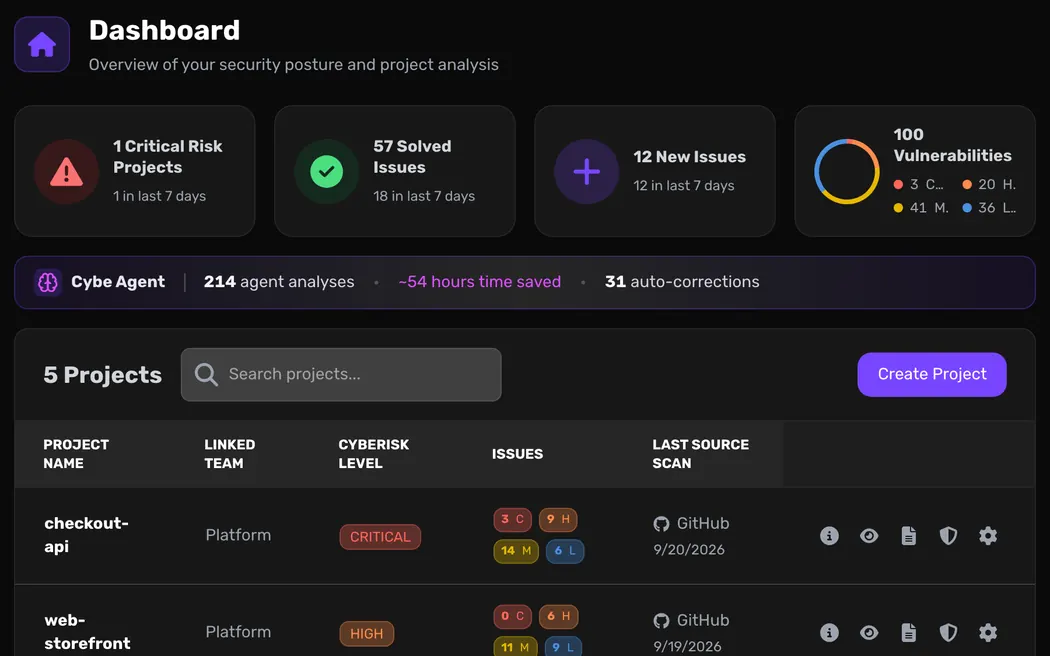 Dashboard
Overview of your security posture and project analysis
1 Critical Risk
Projects
1 in last 7 days
57 Solved
Issues
18 in last 7 days
12 New Issues
12 in last 7 days
100
Vulnerabilities
3 C... 20 H.
41 M. 36 L...
Cybe Agent 214 agent analyses • ~54 hours time saved • 31 auto-corrections
5 Projects Search projects... Create Project
PROJECT
NAME
LINKED
TEAM
CYBERISK
LEVEL
ISSUES
LAST SOURCE
SCAN
checkout-
api
Platform
CRITICAL
3 C 9 H
14 M 6 L
GitHub
9/20/2026
web-
storefront
Platform
HIGH
0 C 6 H
11 M 9 L
GitHub
9/19/2026